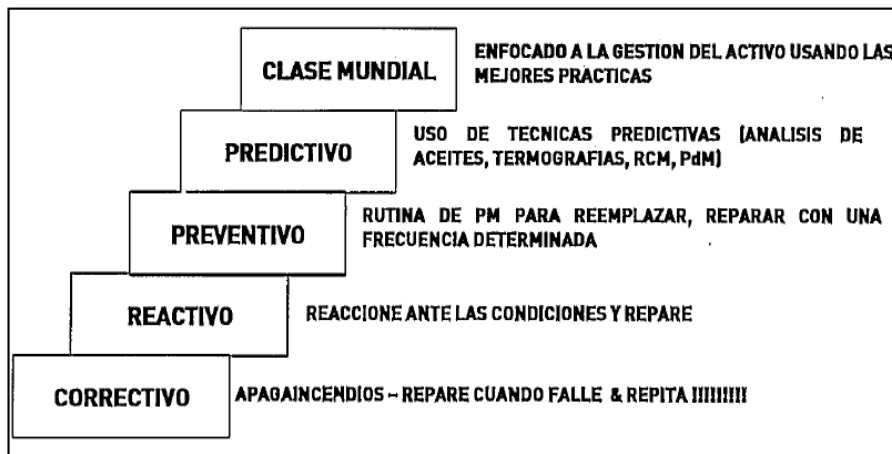 CLASE MUNDIAL
ENFOCADO A LA GESTION DEL ACTIVO USANDO LAS
MEJORES PRACTICAS
PREDICTIVO
USO DE TECNICAS PREDICTIVAS (ANALISIS DE
ACEITES, TERMOGRAFIAS, RCM, PdM)
PREVENTIVO
RUTINA DE PM PARA REEMPLAZAR, REPARAR CON UNA
FRECUENCIA DETERMINADA
REACTIVO
REACCIONE ANTE LAS CONDICIONES Y REPARE
CORRECTIVO
APAGAINCENDIOS – REPARE CUANDO FALLE & REPITA !!!!!!!!!